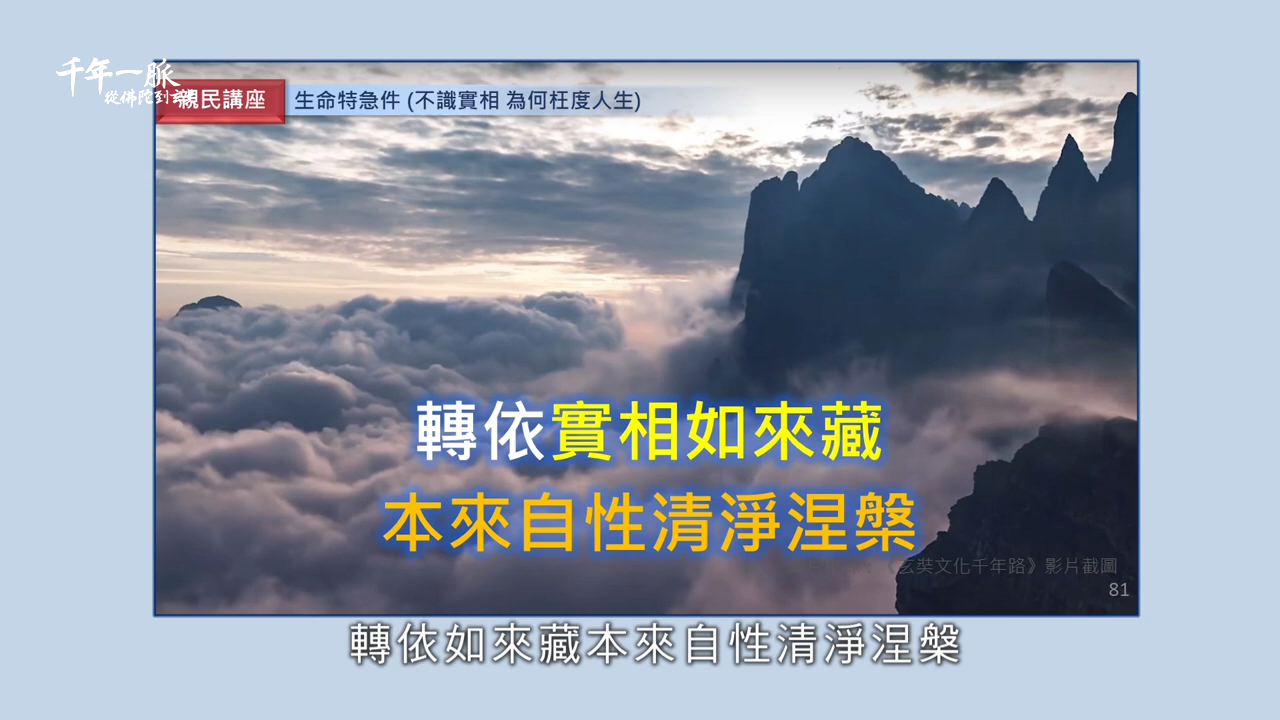 千年一脈
從佛陀到
親民講座
生命特急件 (不識實相 為何枉度人生)
轉依實相如來藏
本來自性清淨涅槃
《玄奘文化千年路》影片截圖
81
轉依如來藏本來自性清淨涅槃